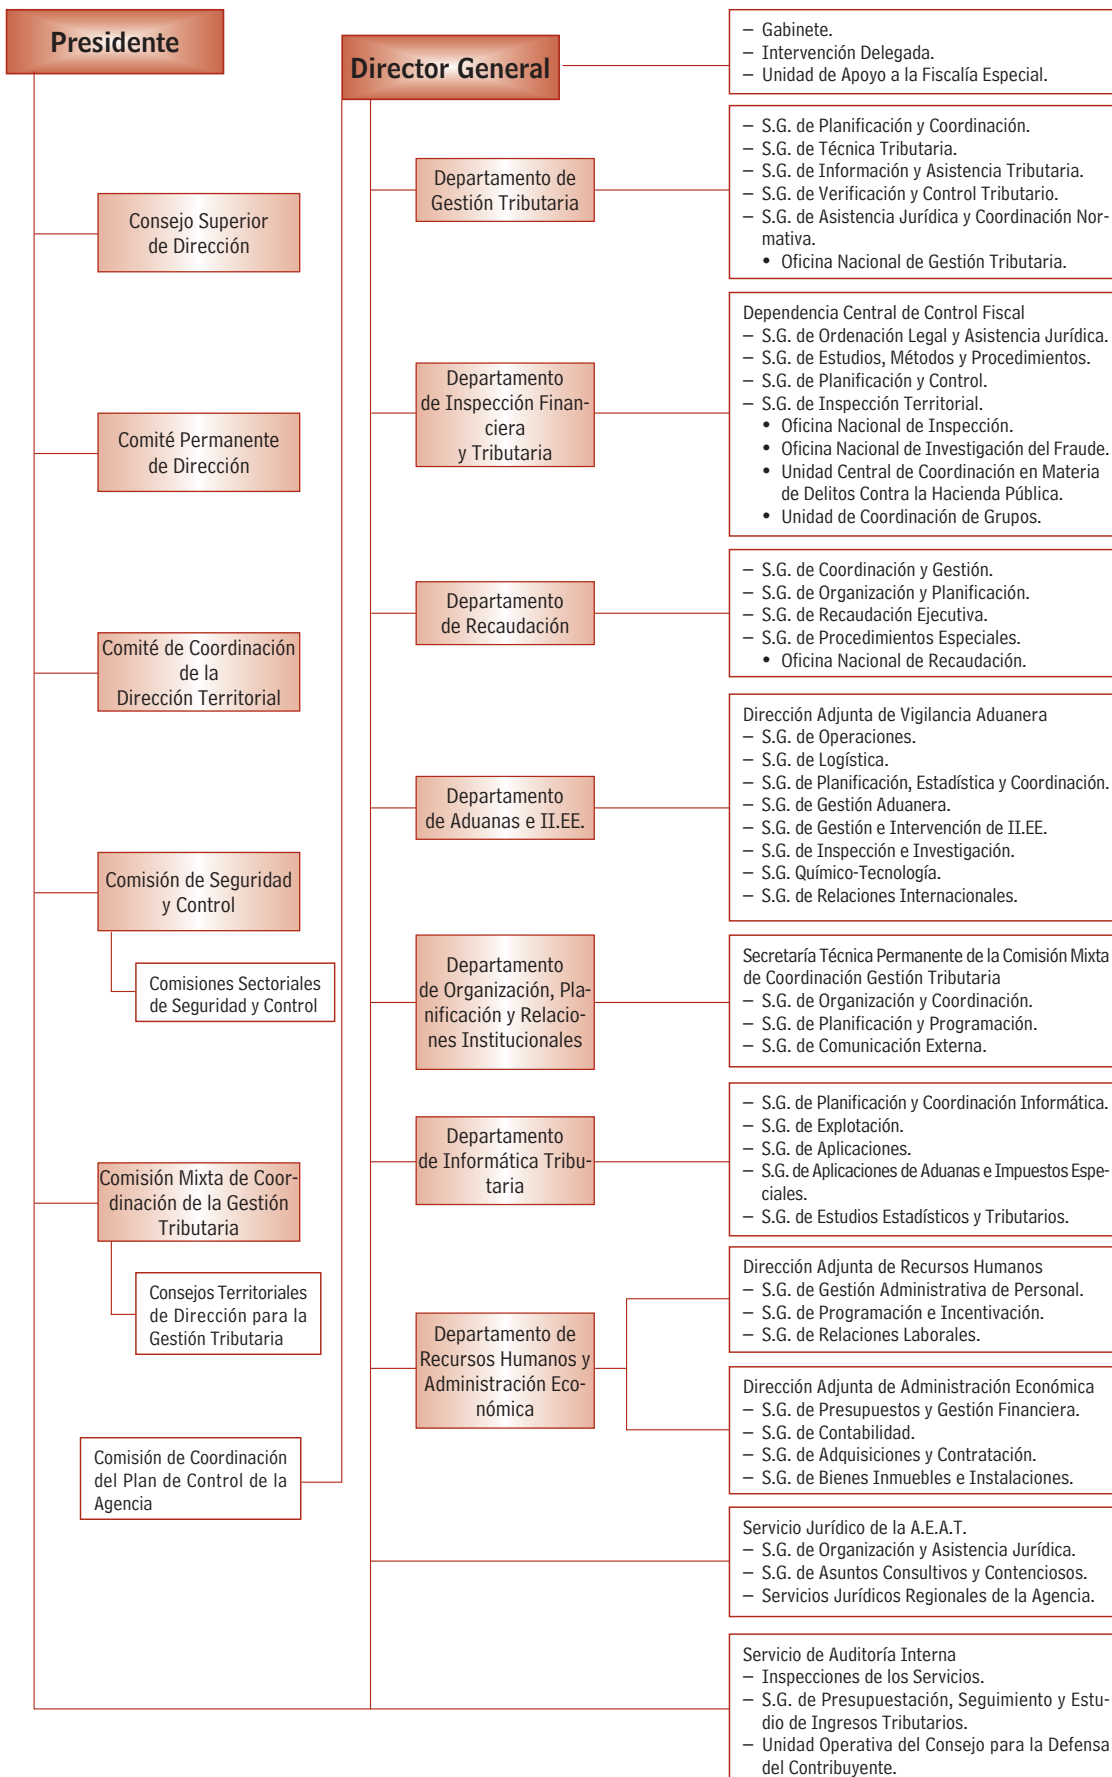 Presidente
Consejo Superior
de Dirección
Comité Permanente
de Dirección
Comité de Coordinación
de la
Dirección Territorial
Comisión de Seguridad
y Control
Comisiones Sectoriales
de Seguridad y Control
Comisión Mixta de Coor-
dinación de la Gestión
Tributaria
Consejos Territoriales
de Dirección para la
Gestión Tributaria
Comisión de Coordinación
del Plan de Control de la
Agencia
Director General
– Gabinete.
– Intervención Delegada.
– Unidad de Apoyo a la Fiscalía Especial.
Departamento de
Gestión Tributaria
– S.G. de Planificación y Coordinación.
– S.G. de Técnica Tributaria.
– S.G. de Información y Asistencia Tributaria.
– S.G. de Verificación y Control Tributario.
– S.G. de Asistencia Jurídica y Coordinación Nor-
mativa.
• Oficina Nacional de Gestión Tributaria.
Departamento
de Inspección Finan-
ciera
y Tributaria
Dependencia Central de Control Fiscal
– S.G. de Ordenación Legal y Asistencia Jurídica.
– S.G. de Estudios, Métodos y Procedimientos.
– S.G. de Planificación y Control.
– S.G. de Inspección Territorial.
• Oficina Nacional de Inspección.
• Oficina Nacional de Investigación del Fraude.
• Unidad Central de Coordinación en Materia
de Delitos Contra la Hacienda Pública.
• Unidad de Coordinación de Grupos.
Departamento
de Recaudación
– S.G. de Coordinación y Gestión.
– S.G. de Organización y Planificación.
– S.G. de Recaudación Ejecutiva.
– S.G. de Procedimientos Especiales.
• Oficina Nacional de Recaudación.
Departamento
de Aduanas e II.EE.
Dirección Adjunta de Vigilancia Aduanera
– S.G. de Operaciones.
– S.G. de Logística.
– S.G. de Planificación, Estadística y Coordinación.
– S.G. de Gestión Aduanera.
– S.G. de Gestión e Intervención de II.EE.
– S.G. de Inspección e Investigación.
– S.G. Químico-Tecnología.
– S.G. de Relaciones Internacionales.
Departamento
de Organización, Pla-
nificación y Relacio-
nes Institucionales
Secretaría Técnica Permanente de la Comisión Mixta
de Coordinación Gestión Tributaria
– S.G. de Organización y Coordinación.
– S.G. de Planificación y Programación.
– S.G. de Comunicación Externa.
Departamento
de Informática Tribu-
taria
– S.G. de Planificación y Coordinación Informática.
– S.G. de Explotación.
– S.G. de Aplicaciones.
– S.G. de Aplicaciones de Aduanas e Impuestos Espe-
ciales.
– S.G. de Estudios Estadísticos y Tributarios.
Departamento de
Recursos Humanos y
Administración Eco-
nómica
Dirección Adjunta de Recursos Humanos
– S.G. de Gestión Administrativa de Personal.
– S.G. de Programación e Incentivación.
– S.G. de Relaciones Laborales.
Dirección Adjunta de Administración Económica
– S.G. de Presupuestos y Gestión Financiera.
– S.G. de Contabilidad.
– S.G. de Adquisiciones y Contratación.
– S.G. de Bienes Inmuebles e Instalaciones.
Servicio Jurídico de la A.E.A.T.
– S.G. de Organización y Asistencia Jurídica.
– S.G. de Asuntos Consultivos y Contenciosos.
– Servicios Jurídicos Regionales de la Agencia.
Servicio de Auditoría Interna
– Inspecciones de los Servicios.
– S.G. de Presupuestación, Seguimiento y Estu-
dio de Ingresos Tributarios.
– Unidad Operativa del Consejo para la Defensa
del Contribuyente.